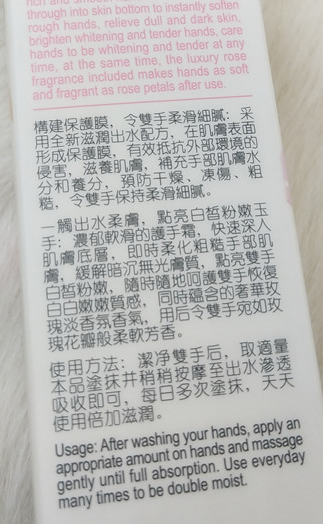 through into skin bottom to instantly soften
rough hands, relieve dull and dark skin,
brighten whitening and tender hands, care
hands to be whitening and tender at any
time, at the same time, the luxury rose
fragrance included makes hands as soft
and fragrant as rose petals after use.
構建保護膜，令雙手柔滑細膩：采
用全新滋潤出水配方，在肌膚表面
形成保護膜，有效抵抗外部環境的
侵害，滋養肌膚，補充手部肌膚水
分和養分，預防干燥、凍傷、粗
糙，令雙手保持柔滑細膩。
一觸出水柔膚，點亮白皙粉嫩玉
手：濃郁軟滑的護手霜，快速深入
肌膚底層，即時柔化粗糙手部肌
膚，緩解暗沉無光膚質，點亮雙手
白皙粉嫩，隨時隨地呵護雙手恢復
白白嫩嫩質感，同時蘊含的奢華玫
瑰淡香氛香氣，用后令雙手宛如玫
瑰花瓣般柔軟芳香。
使用方法：潔淨雙手后，取適量
本品塗抹并稍稍按摩至出水滲透
吸收即可，每日多次塗抹，天天
使用倍加滋潤。
Usage: After washing your hands, apply an
appropriate amount on hands and massage
gently until full absorption. Use everyday
many times to be double moist.